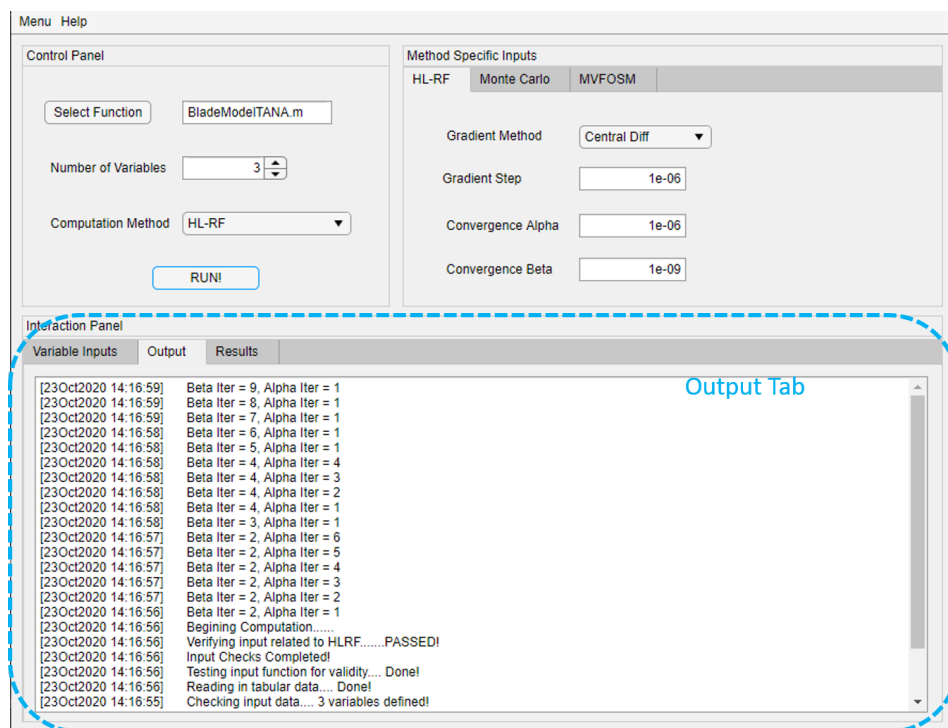 Menu Help
Control Panel
Select Function BladeModelTANA.m
Number of Variables 3
Computation Method HL-RF
RUN!
Method Specific Inputs
HL-RF Monte Carlo MVFOSM
Gradient Method Central Diff
Gradient Step 1e-06
Convergence Alpha 1e-06
Convergence Beta 1e-09
Interaction Panel
Variable Inputs Output Results
Output Tab
[23Oct2020 14:16:59] Beta Iter = 9, Alpha Iter = 1
[23Oct2020 14:16:59] Beta Iter = 8, Alpha Iter = 1
[23Oct2020 14:16:59] Beta Iter = 7, Alpha Iter = 1
[23Oct2020 14:16:58] Beta Iter = 6, Alpha Iter = 1
[23Oct2020 14:16:58] Beta Iter = 5, Alpha Iter = 1
[23Oct2020 14:16:58] Beta Iter = 4, Alpha Iter = 4
[23Oct2020 14:16:58] Beta Iter = 4, Alpha Iter = 3
[23Oct2020 14:16:58] Beta Iter = 4, Alpha Iter = 2
[23Oct2020 14:16:58] Beta Iter = 4, Alpha Iter = 1
[23Oct2020 14:16:58] Beta Iter = 3, Alpha Iter = 1
[23Oct2020 14:16:57] Beta Iter = 2, Alpha Iter = 6
[23Oct2020 14:16:57] Beta Iter = 2, Alpha Iter = 5
[23Oct2020 14:16:57] Beta Iter = 2, Alpha Iter = 4
[23Oct2020 14:16:57] Beta Iter = 2, Alpha Iter = 3
[23Oct2020 14:16:57] Beta Iter = 2, Alpha Iter = 2
[23Oct2020 14:16:56] Beta Iter = 2, Alpha Iter = 1
[23Oct2020 14:16:56] Begining Computation......
[23Oct2020 14:16:56] Verifying input related to HLRF......PASSED!
[23Oct2020 14:16:56] Input Checks Completed!
[23Oct2020 14:16:56] Testing input function for validity.... Done!
[23Oct2020 14:16:56] Reading in tabular data.... Done!
[23Oct2020 14:16:55] Checking input data.... 3 variables defined!